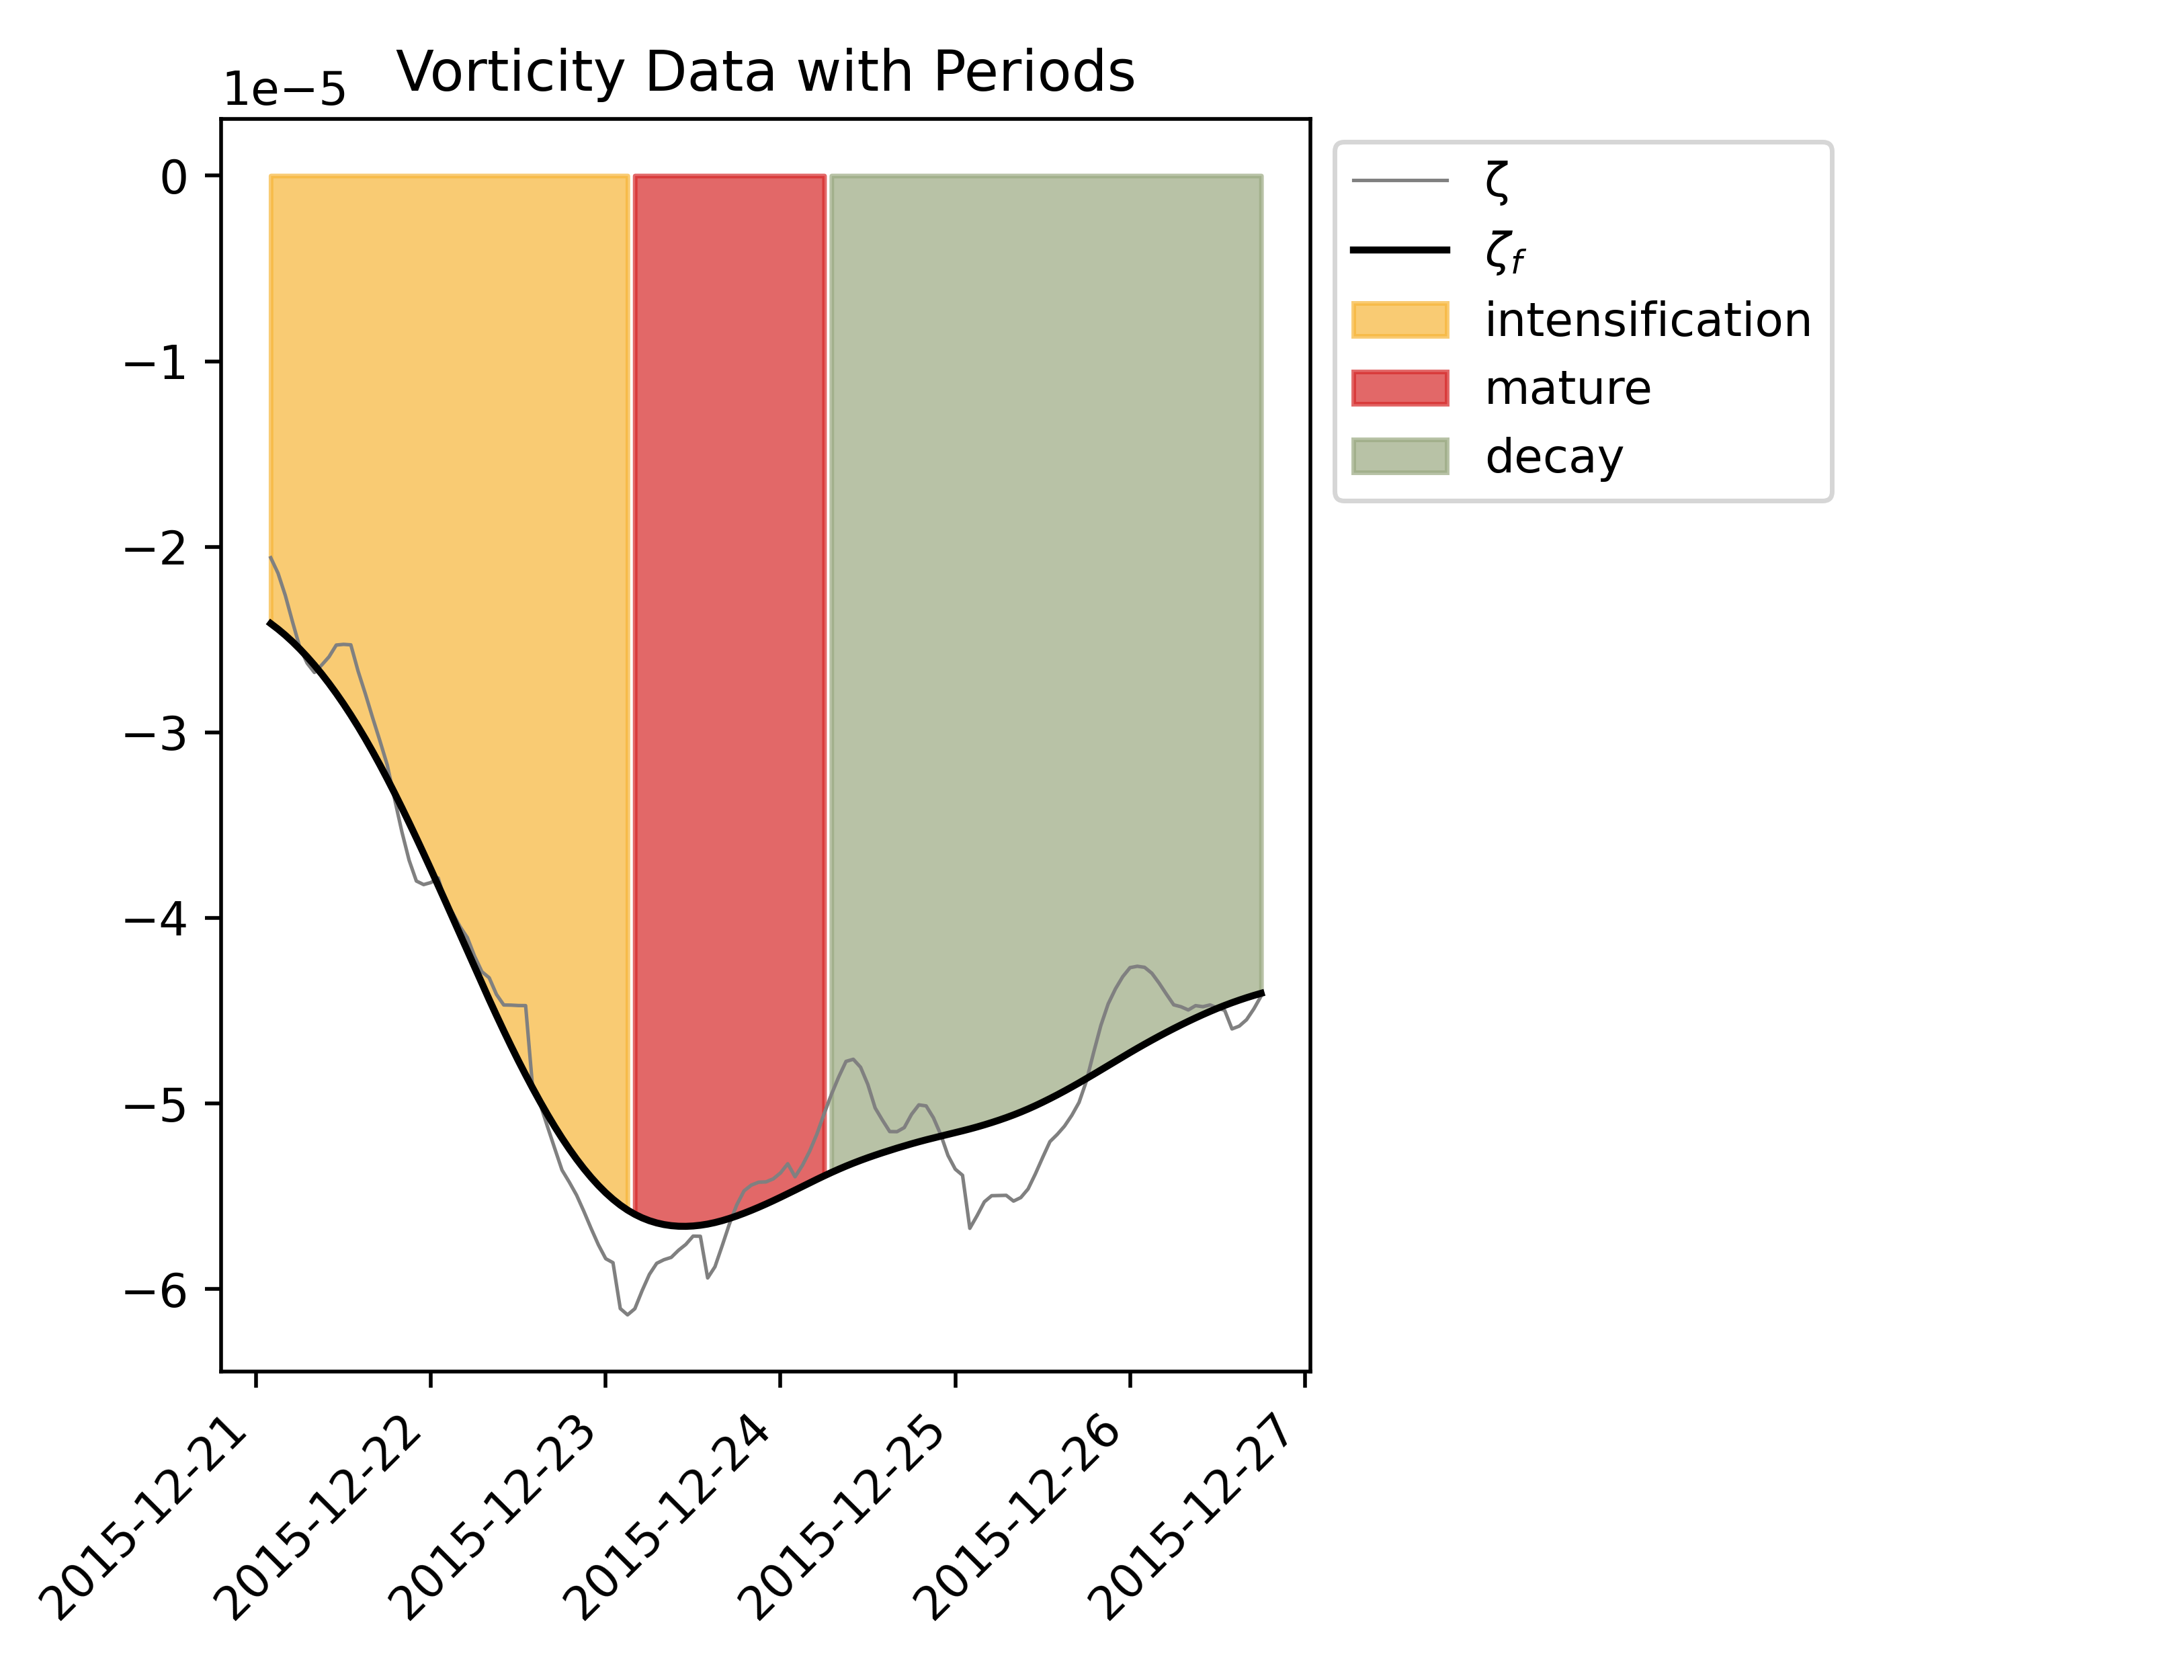 Vorticity Data with Periods
1e−5
0
−1
−2
−3
−4
−5
−6
2015-12-21
2015-12-22
2015-12-23
2015-12-24
2015-12-25
2015-12-26
2015-12-27
ζ
ζ_f
intensification
mature
decay